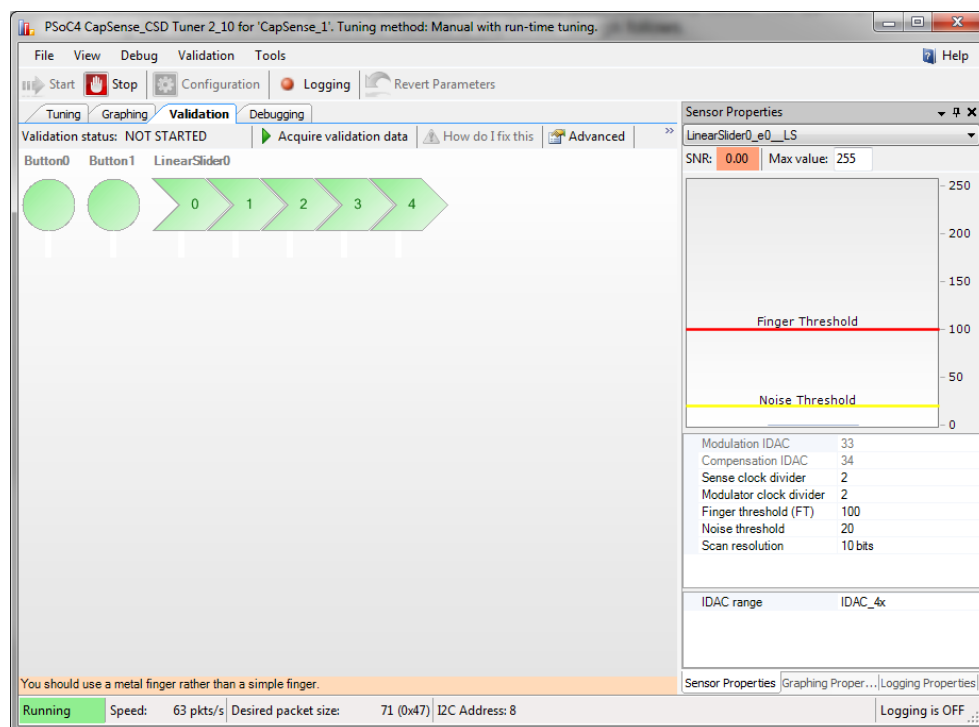 PSoC4 CapSense_CSD Tuner 2_10 for 'CapSense_1'. Tuning method: Manual with run-time tuning.
File View Debug Validation Tools Help
Start Stop Configuration Logging Revert Parameters
Tuning Graphing Validation Debugging
Validation status: NOT STARTED Acquire validation data How do I fix this Advanced »
Button0 Button1 LinearSlider0
0 1 2 3 4
You should use a metal finger rather than a simple finger.
Sensor Properties
LinearSlider0_e0__LS
SNR: 0.00 Max value: 255
250
200
150
Finger Threshold
100
50
Noise Threshold
0
Modulation IDAC 33
Compensation IDAC 34
Sense clock divider 2
Modulator clock divider 2
Finger threshold (FT) 100
Noise threshold 20
Scan resolution 10 bits
IDAC range IDAC_4x
Sensor Properties Graphing Proper... Logging Properties
Running Speed: 63 pkts/s Desired packet size: 71 (0x47) I2C Address: 8 Logging is OFF